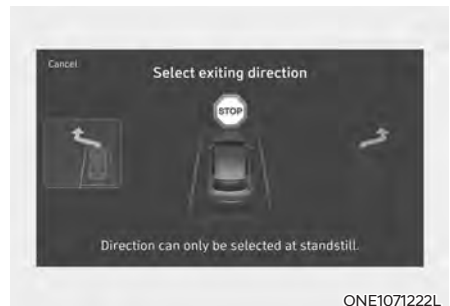 Cancel
Select exiting direction
STOP
Direction can only be selected at standstill.
ONE1071222L